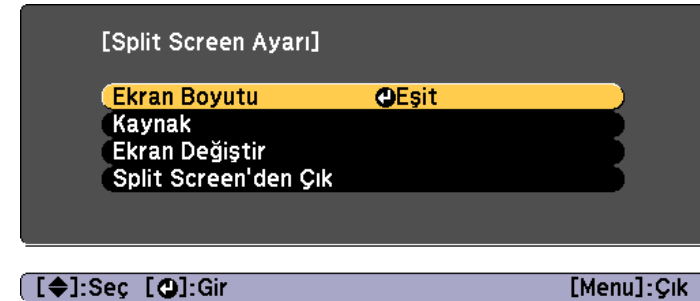 [Split Screen Ayarı]
Ekran Boyutu Eşit
Kaynak
Ekran Değiştir
Split Screen'den Çık
[◆]:Seç [⏎]:Gir [Menu]:Çık